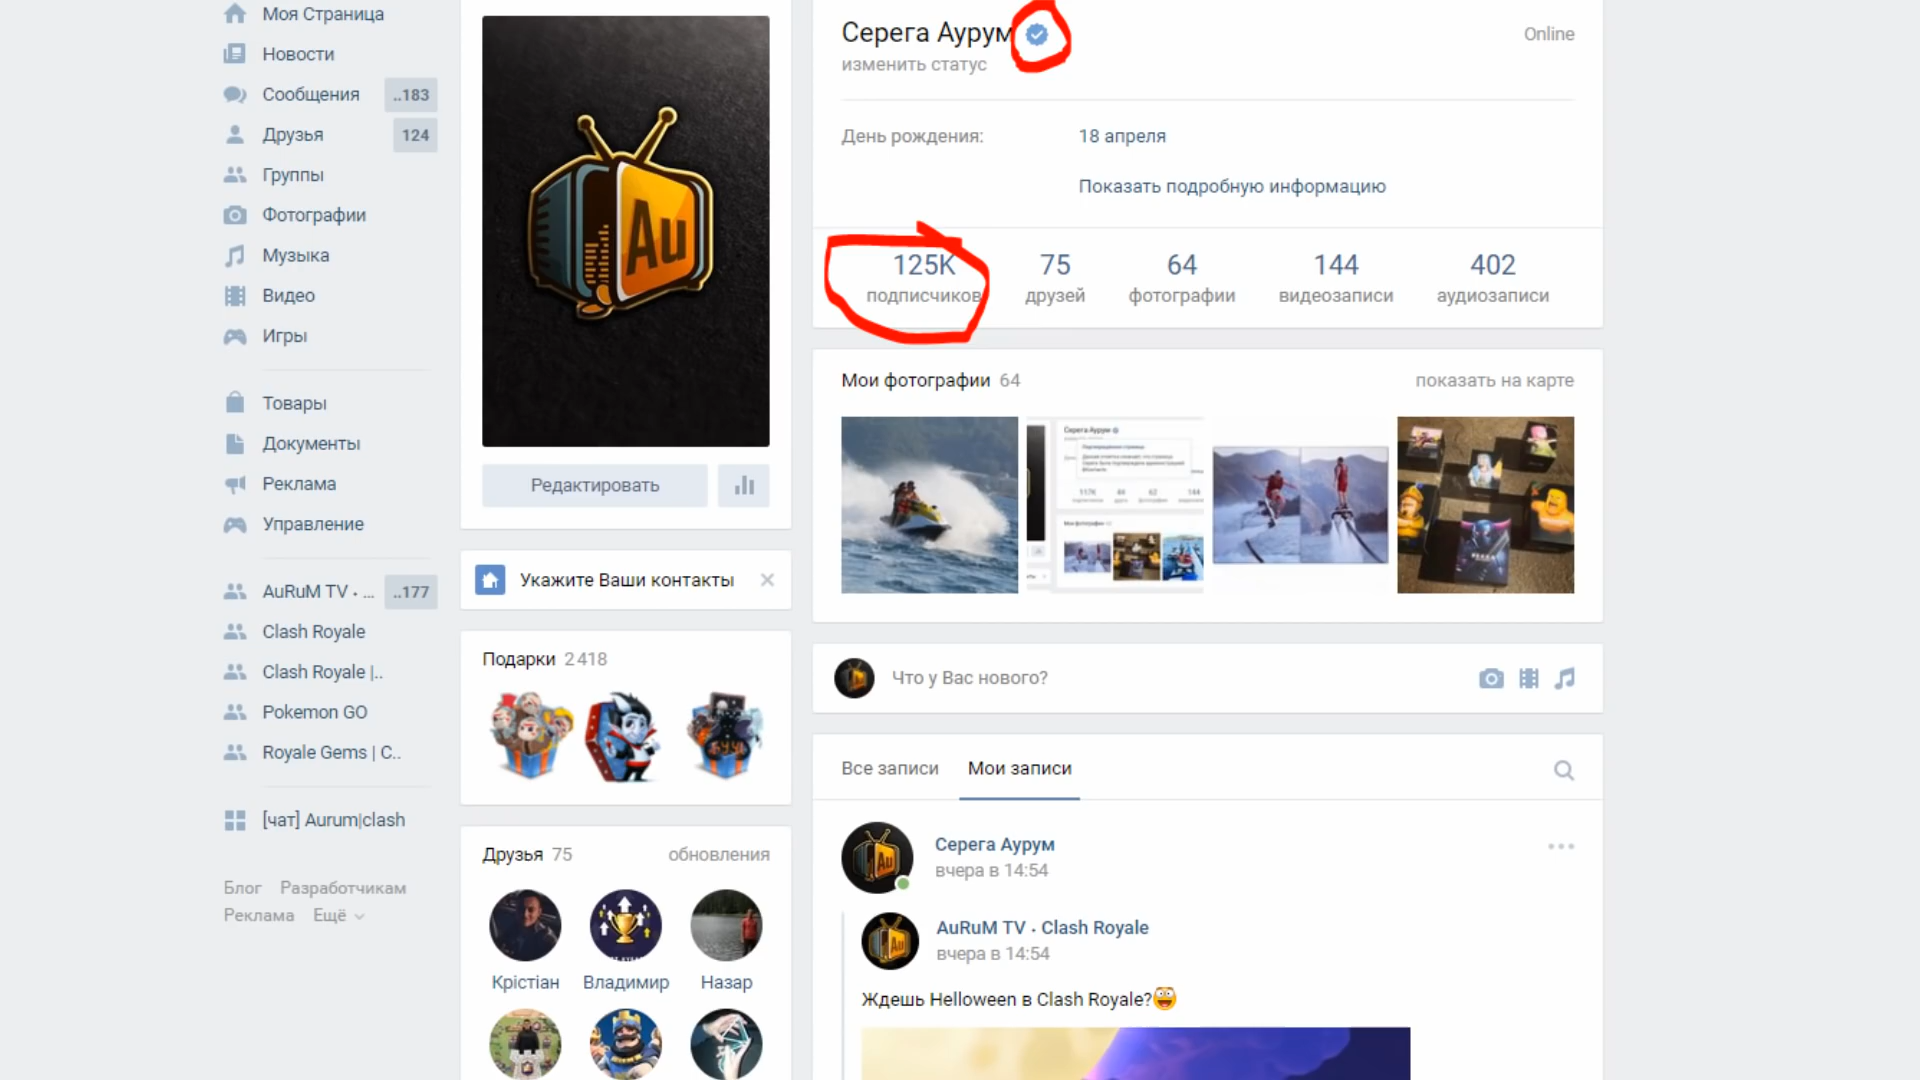 Моя Страница
Новости
Сообщения ..183
Друзья 124
Группы
Фотографии
Музыка
Видео
Игры
Товары
Документы
Реклама
Управление
AuRuM TV • ... ..177
Clash Royale
Clash Royale |..
Pokemon GO
Royale Gems | C..
[чат] Aurum|clash
Блог Разработчикам
Реклама Ещё
Au
Редактировать
Укажите Ваши контакты
Подарки 2 418
Друзья 75 обновления
Крістіан Владимир Назар
Серега Аурум Online
изменить статус
День рождения: 18 апреля
Показать подробную информацию
125K 75 64 144 402
подписчиков друзей фотографии видеозаписи аудиозаписи
Мои фотографии 64 показать на карте
Серега Аурум
Что у Вас нового?
Все записи Мои записи
Серега Аурум
вчера в 14:54
AuRuM TV • Clash Royale
вчера в 14:54
Ждешь Helloween в Clash Royale?